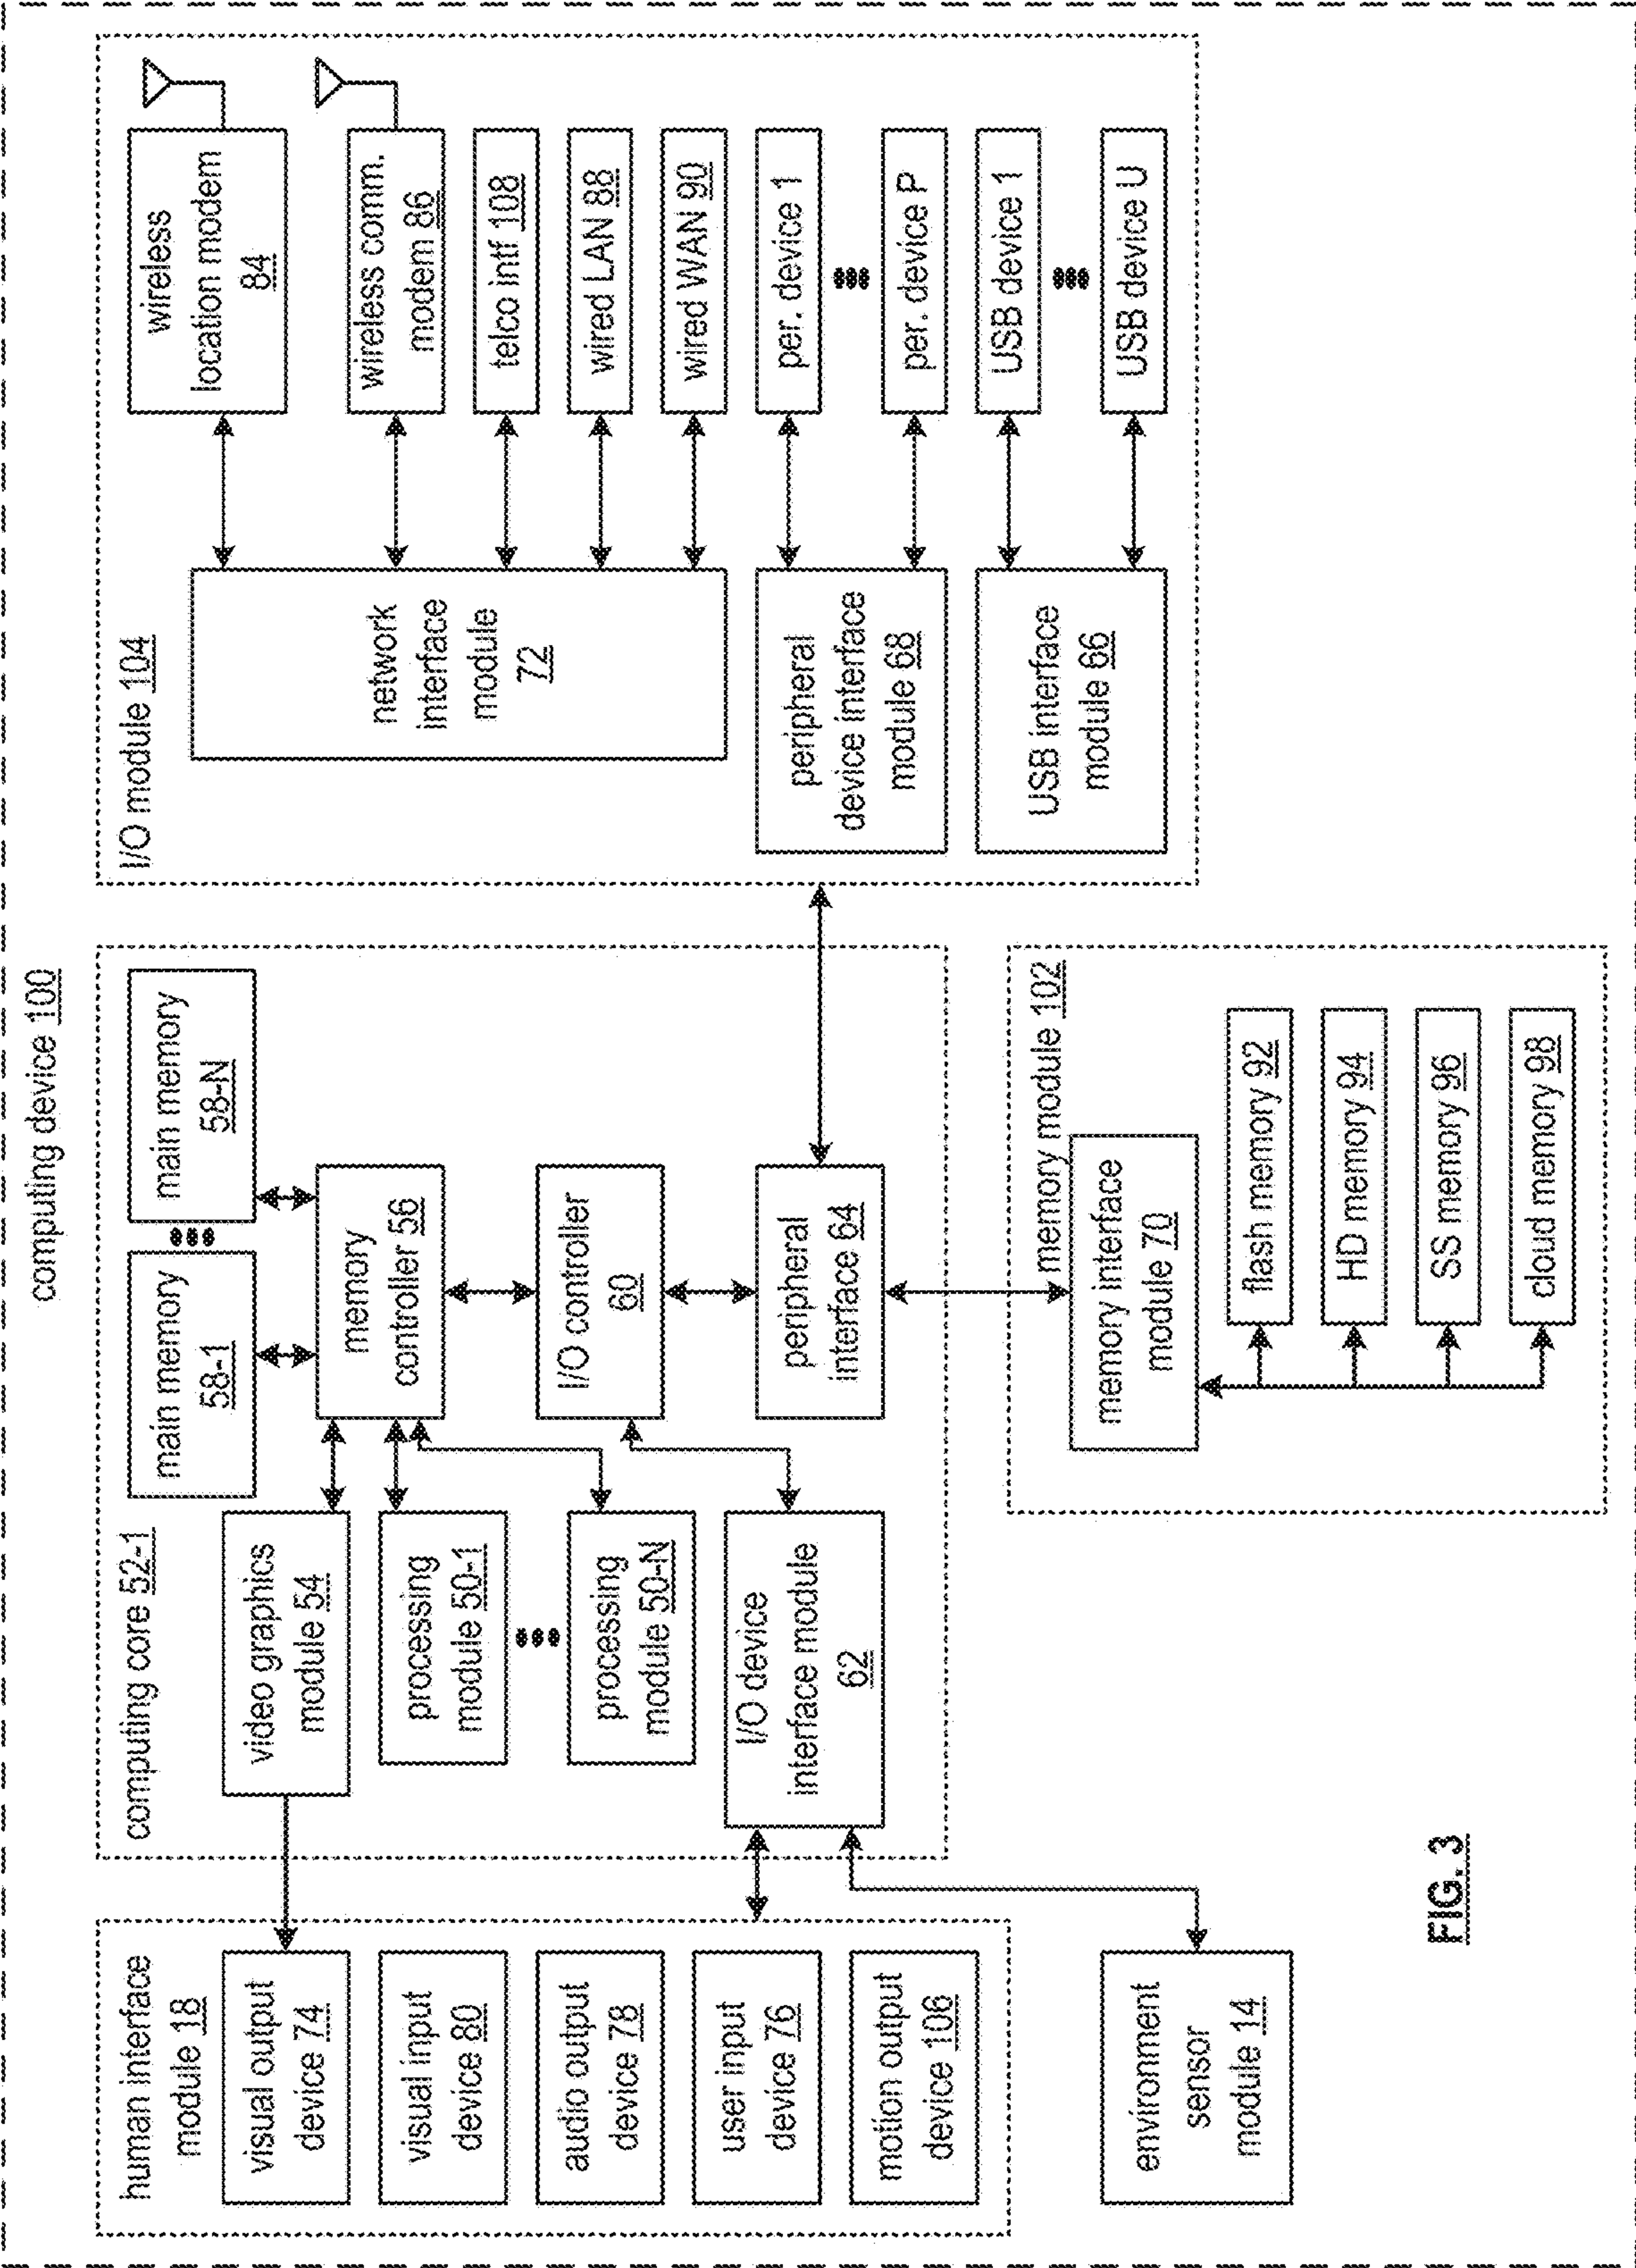 computing device 100
human interface
module 18
visual output
device 74
visual input
device 80
audio output
device 78
user input
device 76
motion output
device 106
environment
sensor
module 14
computing core 52-1
main memory
58-1
main memory
58-N
video graphics
module 54
memory
controller 56
processing
module 50-1
processing
module 50-N
I/O controller
60
I/O device
interface module
62
peripheral
interface 64
memory module 102
memory interface
module 70
flash memory 92
HD memory 94
SS memory 96
cloud memory 98
I/O module 104
network
interface
module
72
wireless
location modem
84
wireless comm.
modem 86
telco intf 108
wired LAN 88
wired WAN 90
peripheral
device interface
module 68
per. device 1
per. device P
USB interface
module 66
USB device 1
USB device U
FIG. 3